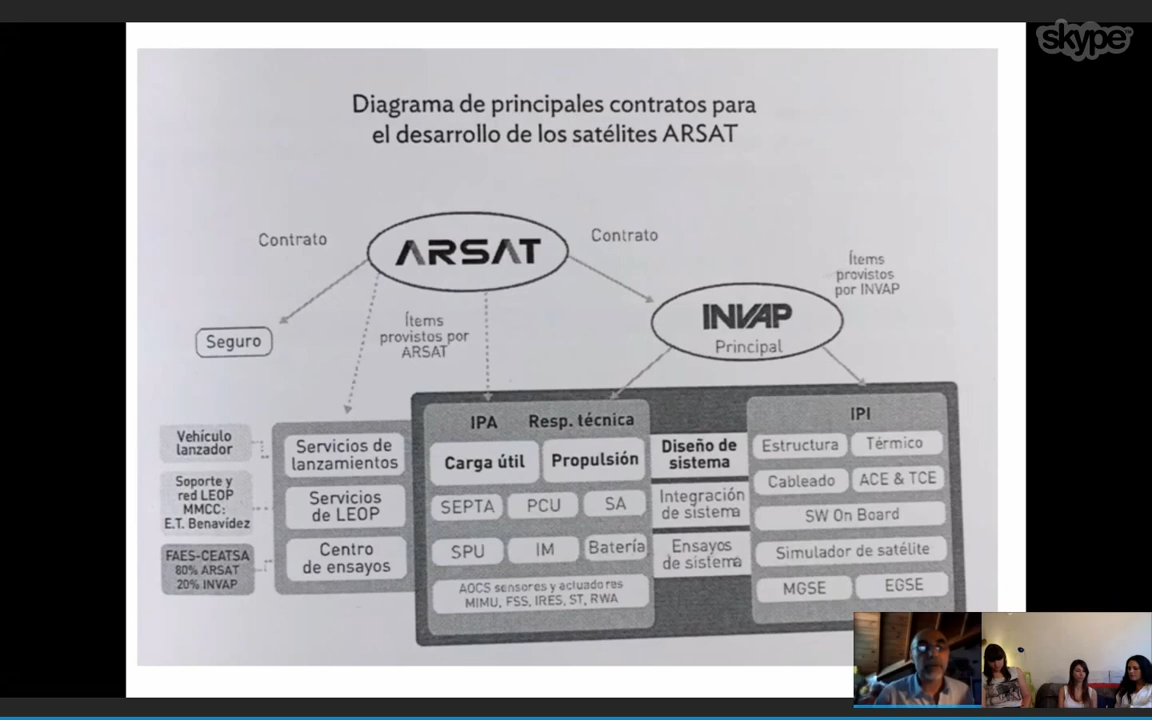 skype
Diagrama de principales contratos para
el desarrollo de los satélites ARSAT
Contrato
ARSAT
Contrato
Ítems
provistos
por INVAP
INVAP
Principal
Seguro
Ítems
provistos por
ARSAT
Vehículo
lanzador
Soporte y
red LEOP
MMCC:
E.T. Benavídez
FAES-CEATSA
80% ARSAT
20% INVAP
Servicios de
lanzamientos
Servicios
de LEOP
Centro
de ensayos
IPA
Resp. técnica
Carga útil
Propulsión
SEPTA
PCU
SA
SPU
IM
Batería
AOCS sensores y actuadores
MIMU, FSS, IRES, ST, RWA
Diseño de
sistema
Integración
de sistema
Ensayos
de sistema
IPI
Estructura
Térmico
Cableado
ACE & TCE
SW On Board
Simulador de satélite
MGSE
EGSE